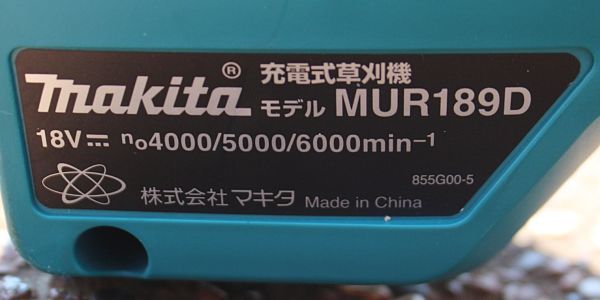 makita® 充電式草刈機
モデル MUR189D
18V⎓ n₀4000/5000/6000min⁻¹
855G00-5
株式会社マキタ Made in China